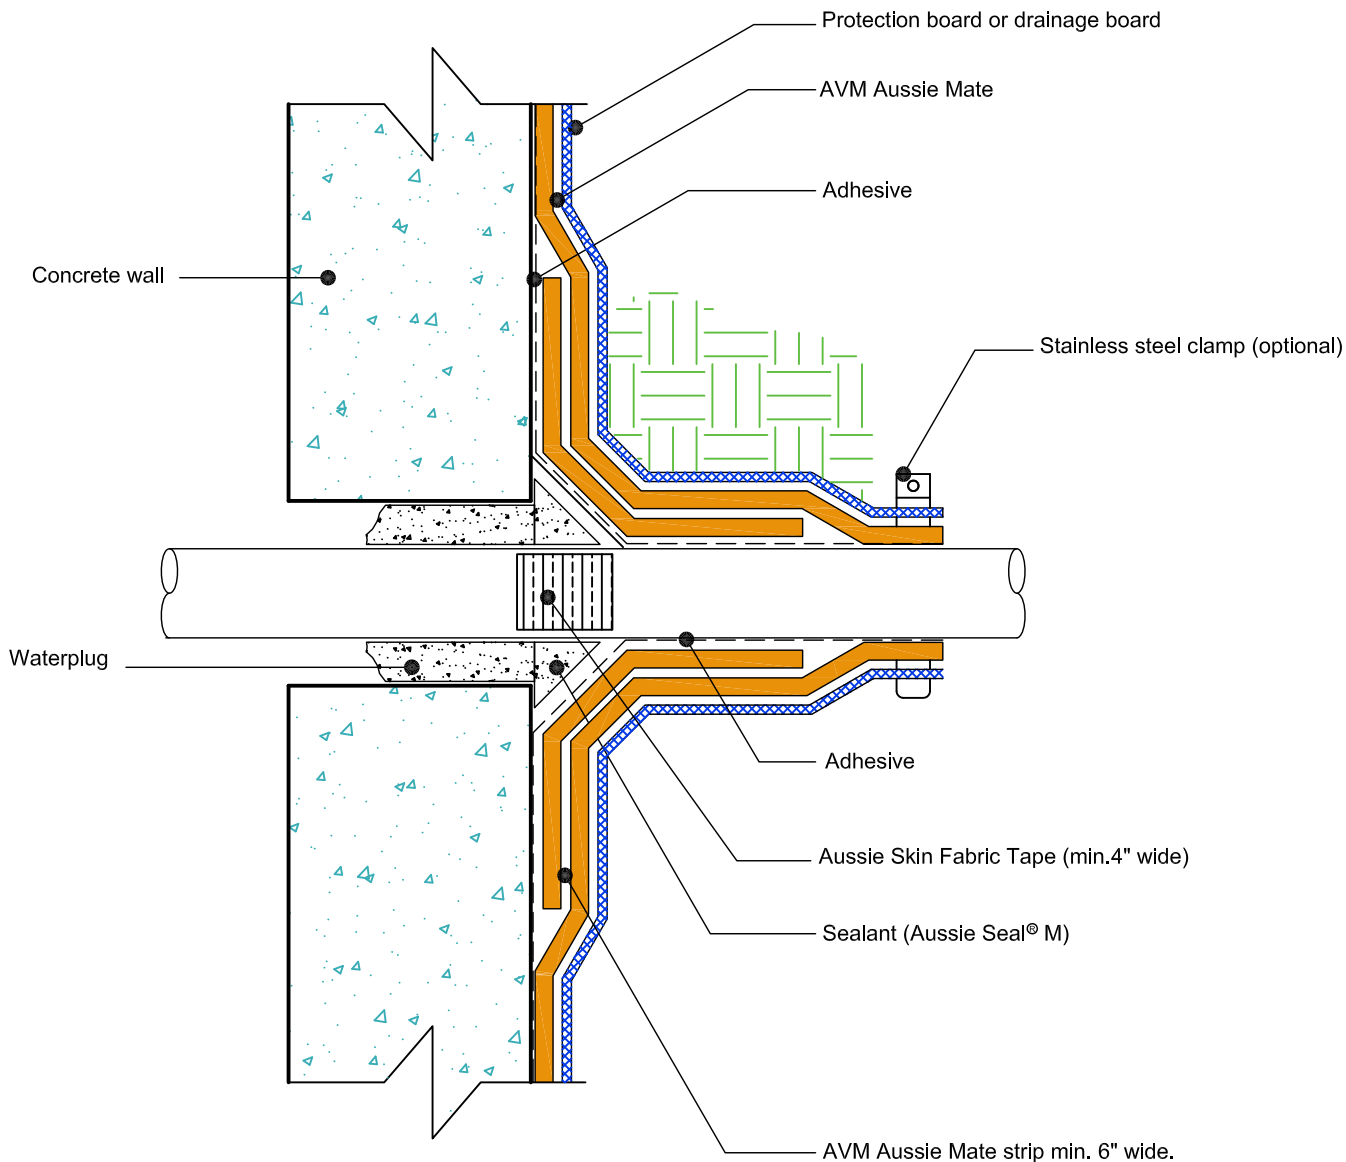 Protection board or drainage board
AVM Aussie Mate
Adhesive
Concrete wall
Stainless steel clamp (optional)
Waterplug
Adhesive
Aussie Skin Fabric Tape (min.4" wide)
Sealant (Aussie Seal® M)
AVM Aussie Mate strip min. 6" wide.